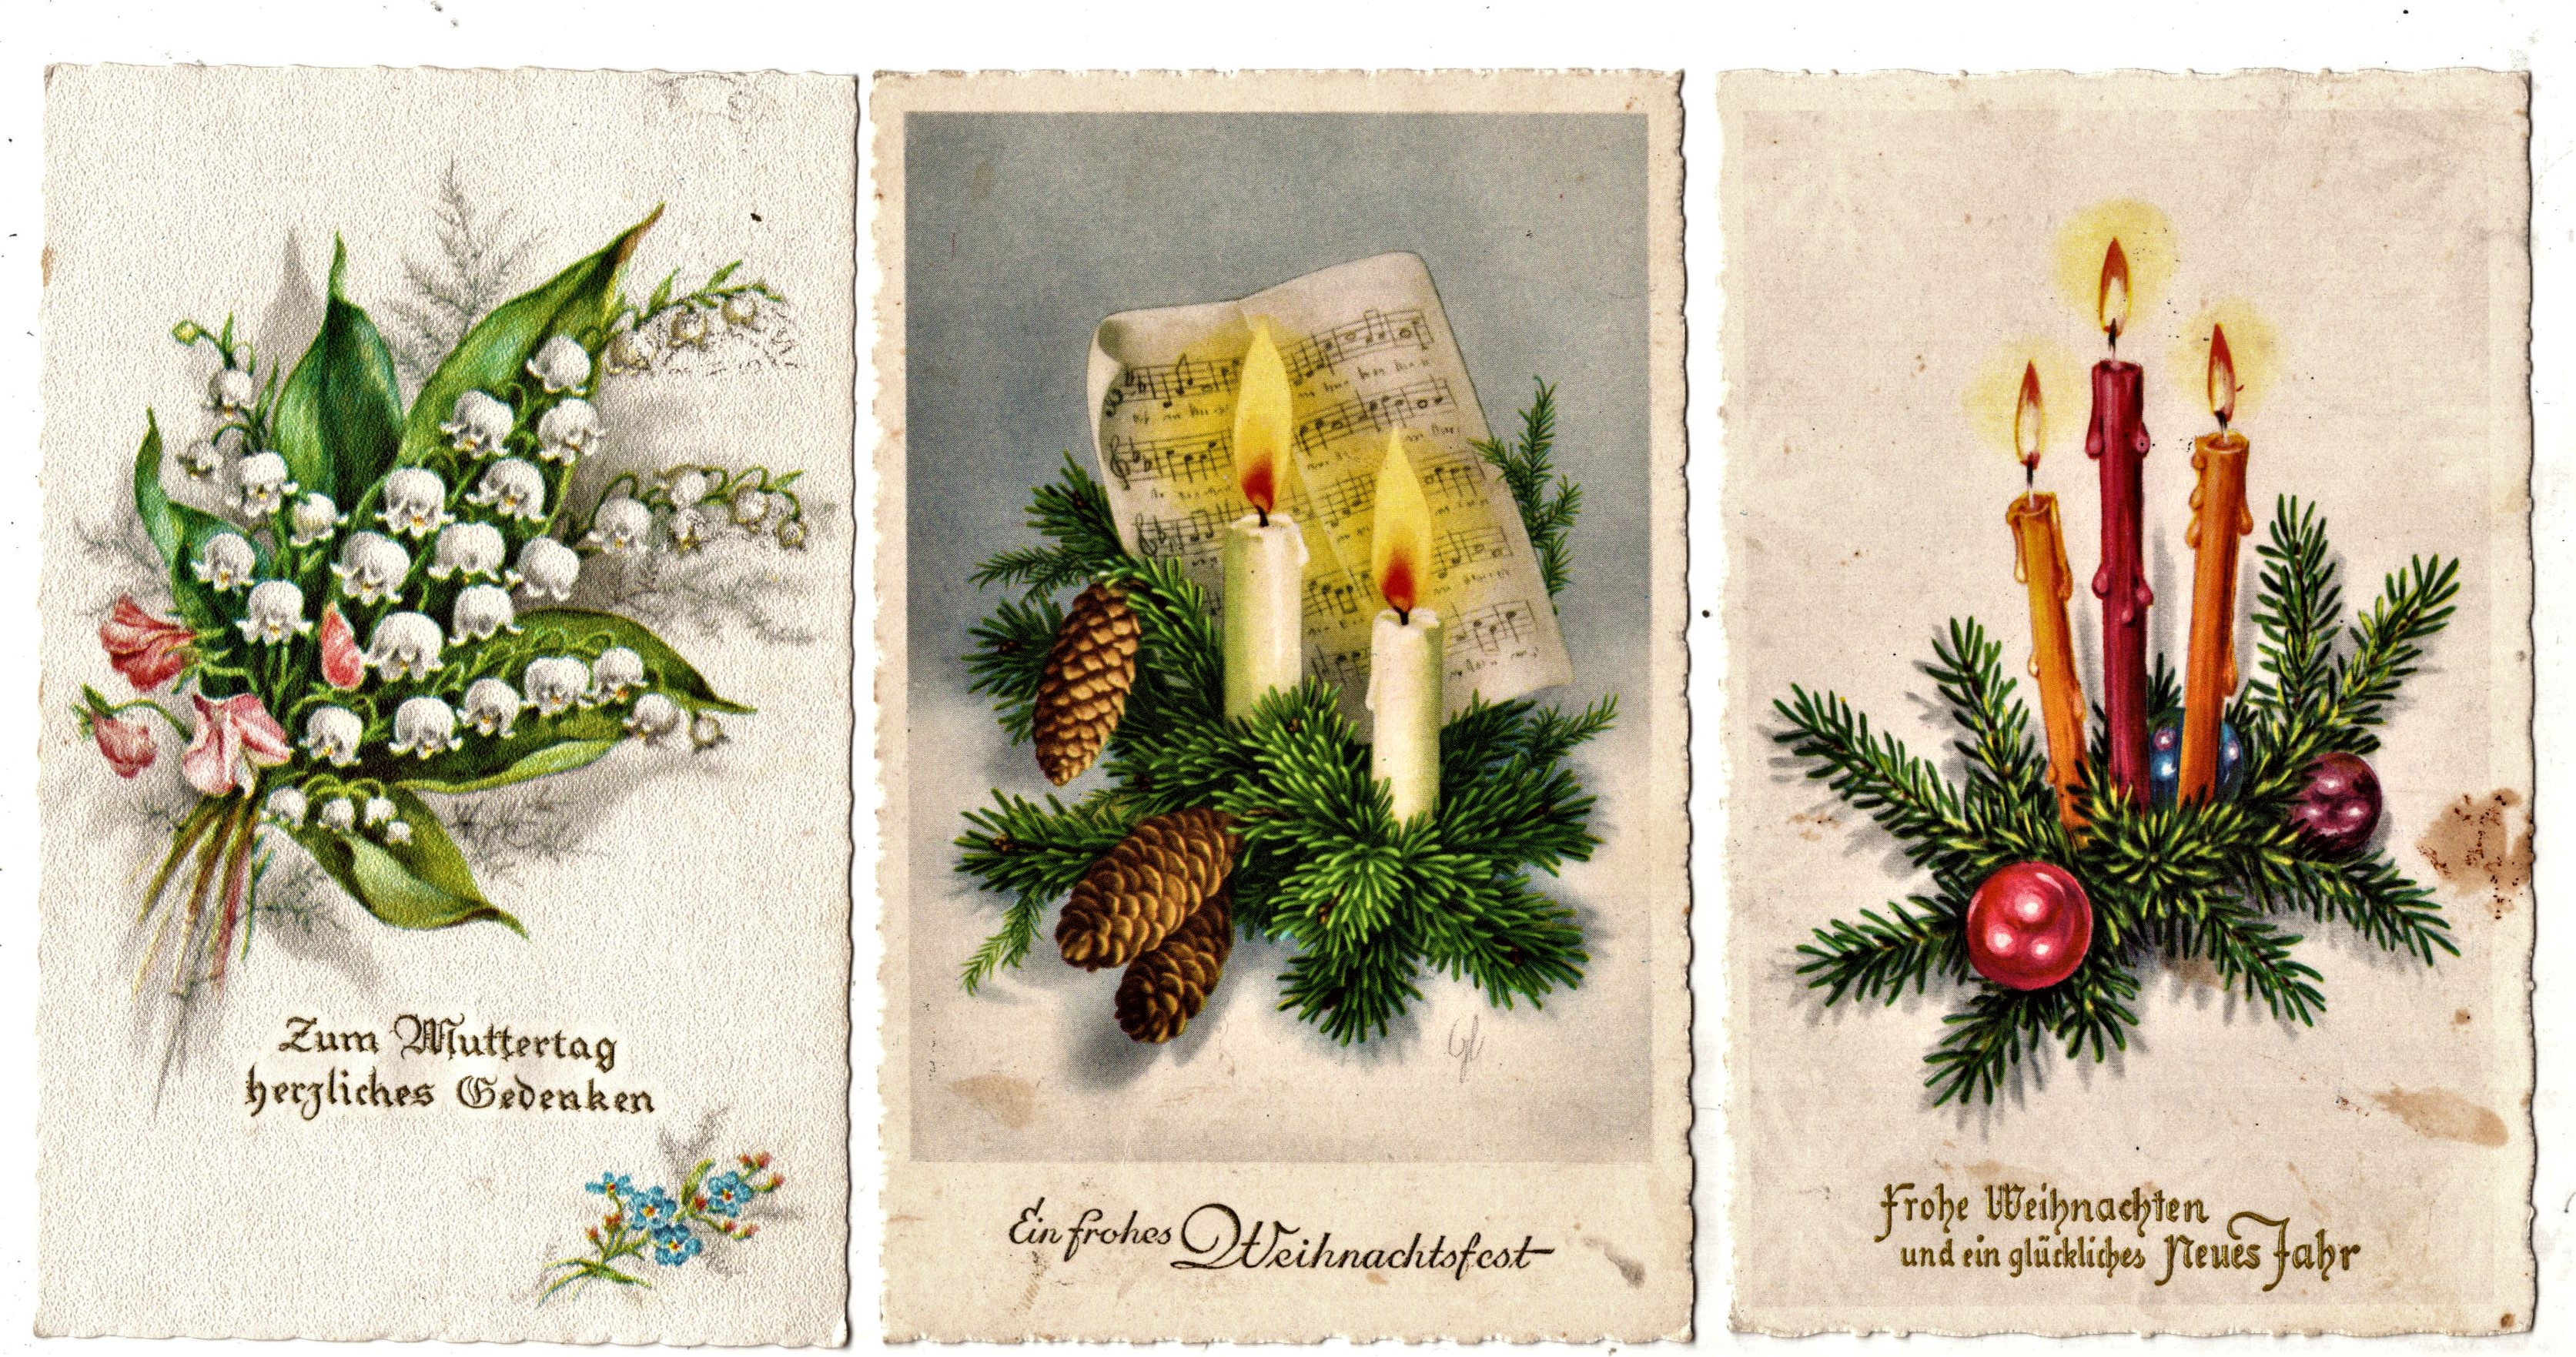 Zum Muttertag
herzliches Gedenken
Ein frohes Weihnachtsfest
Frohe Weihnachten
und ein glückliches Neues Jahr